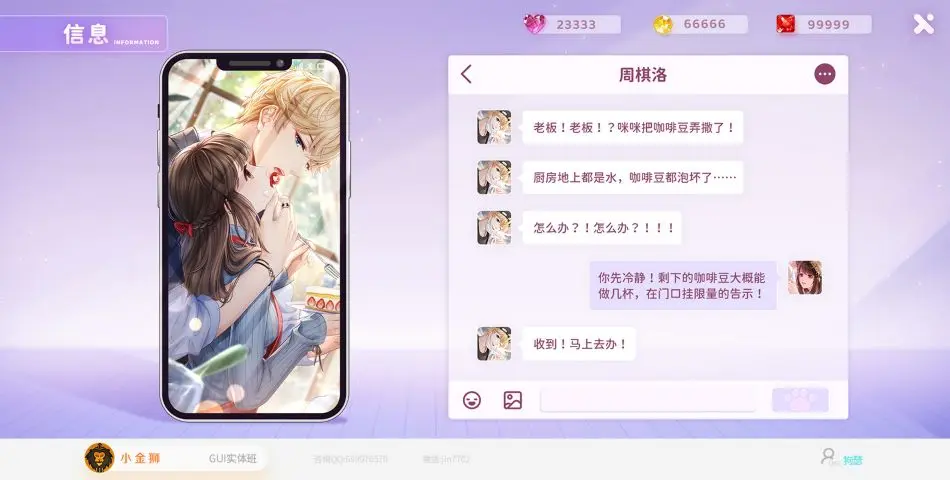 信息 INFORMATION
23333
66666
99999
周棋洛
老板！老板！？咪咪把咖啡豆弄撒了！
厨房地上都是水，咖啡豆都泡坏了······
怎么办？！怎么办？！！！
你先冷静！剩下的咖啡豆大概能
做几杯，在门口挂限量的告示！
收到！马上去办！
小金狮
GUI实体班
狗瑟